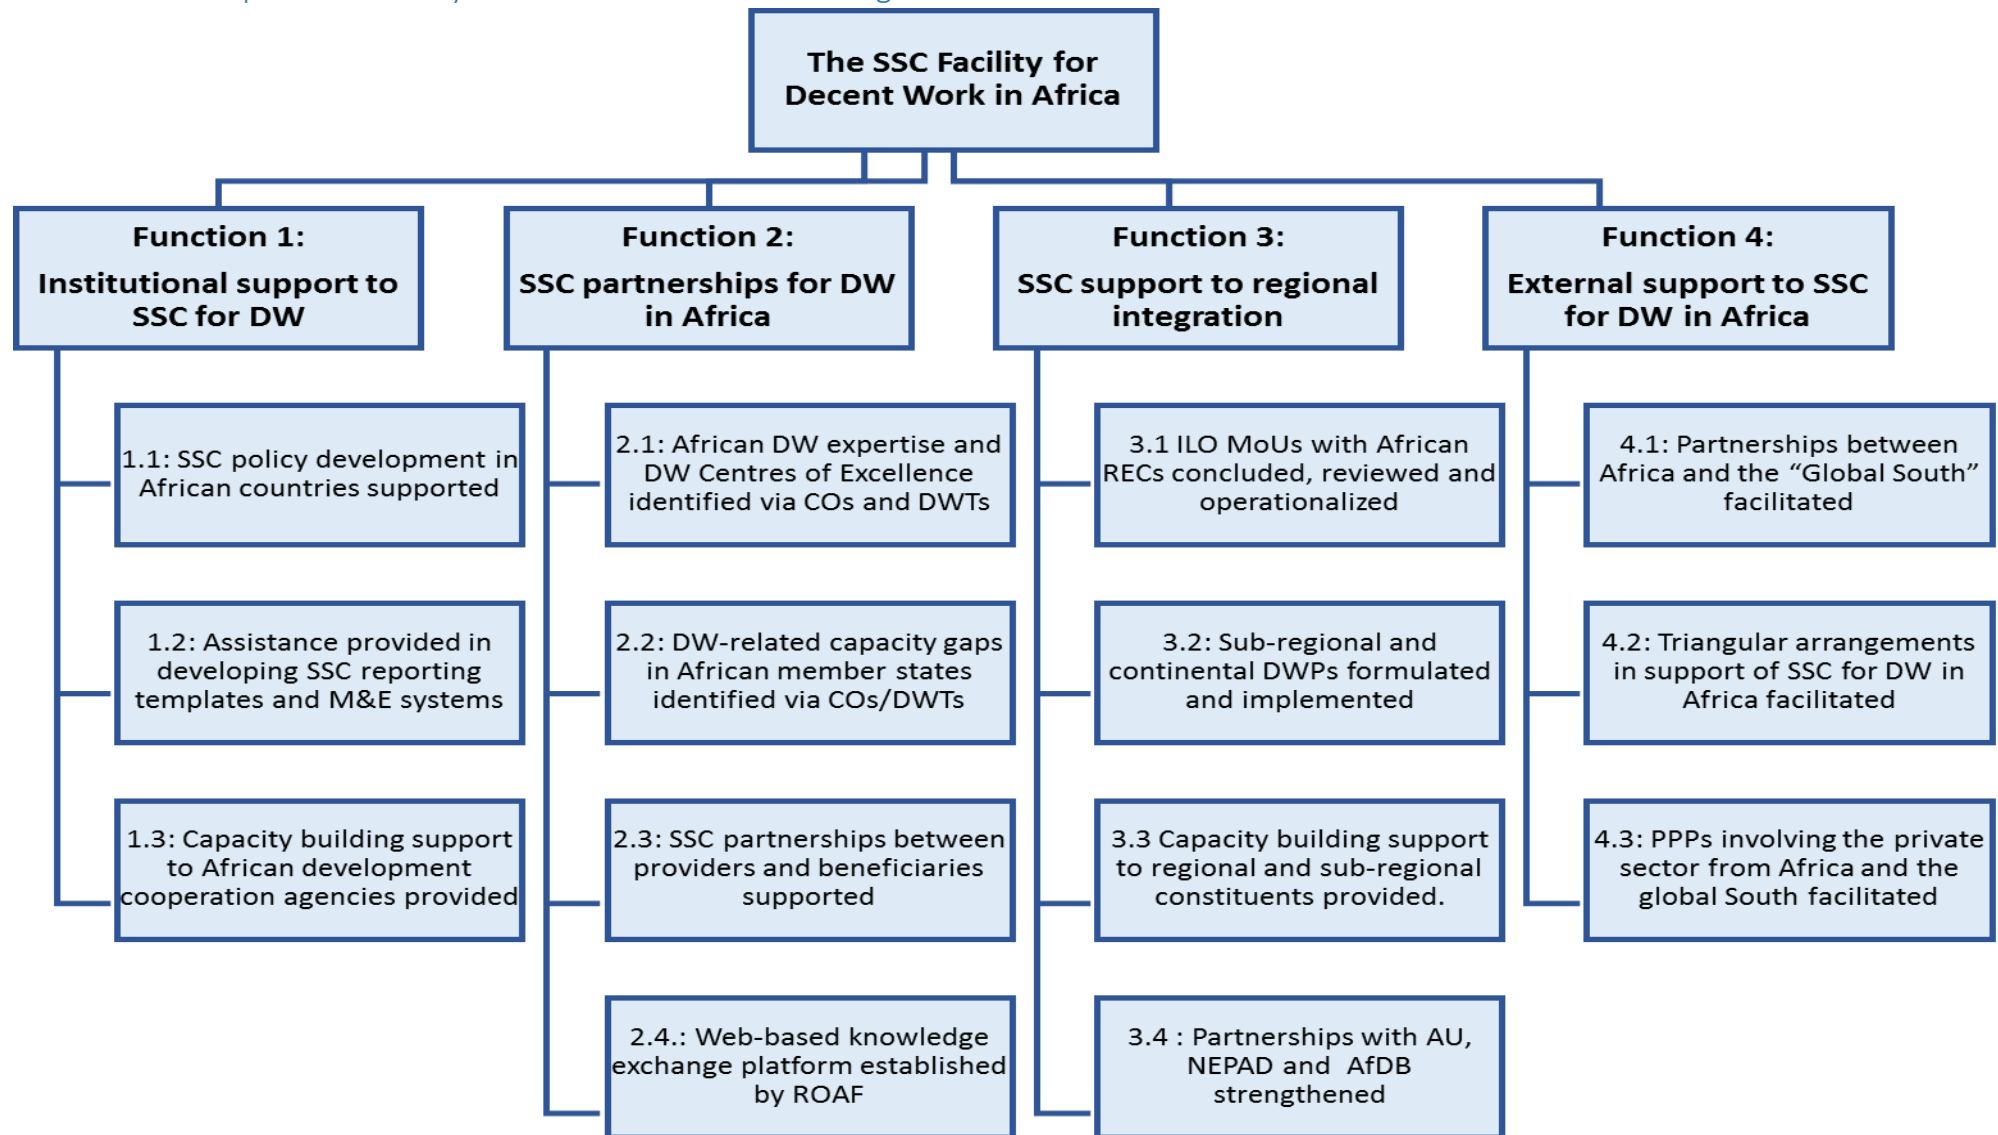 The SSC Facility for
Decent Work in Africa
Function 1:
Institutional support to
SSC for DW
Function 2:
SSC partnerships for DW
in Africa
Function 3:
SSC support to regional
integration
Function 4:
External support to SSC
for DW in Africa
1.1: SSC policy development in
African countries supported
1.2: Assistance provided in
developing SSC reporting
templates and M&E systems
1.3: Capacity building support
to African development
cooperation agencies provided
2.1: African DW expertise and
DW Centres of Excellence
identified via COs and DWTs
2.2: DW-related capacity gaps
in African member states
identified via COs/DWTs
2.3: SSC partnerships between
providers and beneficiaries
supported
2.4.: Web-based knowledge
exchange platform established
by ROAF
3.1 ILO MoUs with African
RECs concluded, reviewed and
operationalized
3.2: Sub-regional and
continental DWPs formulated
and implemented
3.3 Capacity building support
to regional and sub-regional
constituents provided.
3.4 : Partnerships with AU,
NEPAD and AfDB
strengthened
4.1: Partnerships between
Africa and the “Global South”
facilitated
4.2: Triangular arrangements
in support of SSC for DW in
Africa facilitated
4.3: PPPs involving the private
sector from Africa and the
global South facilitated